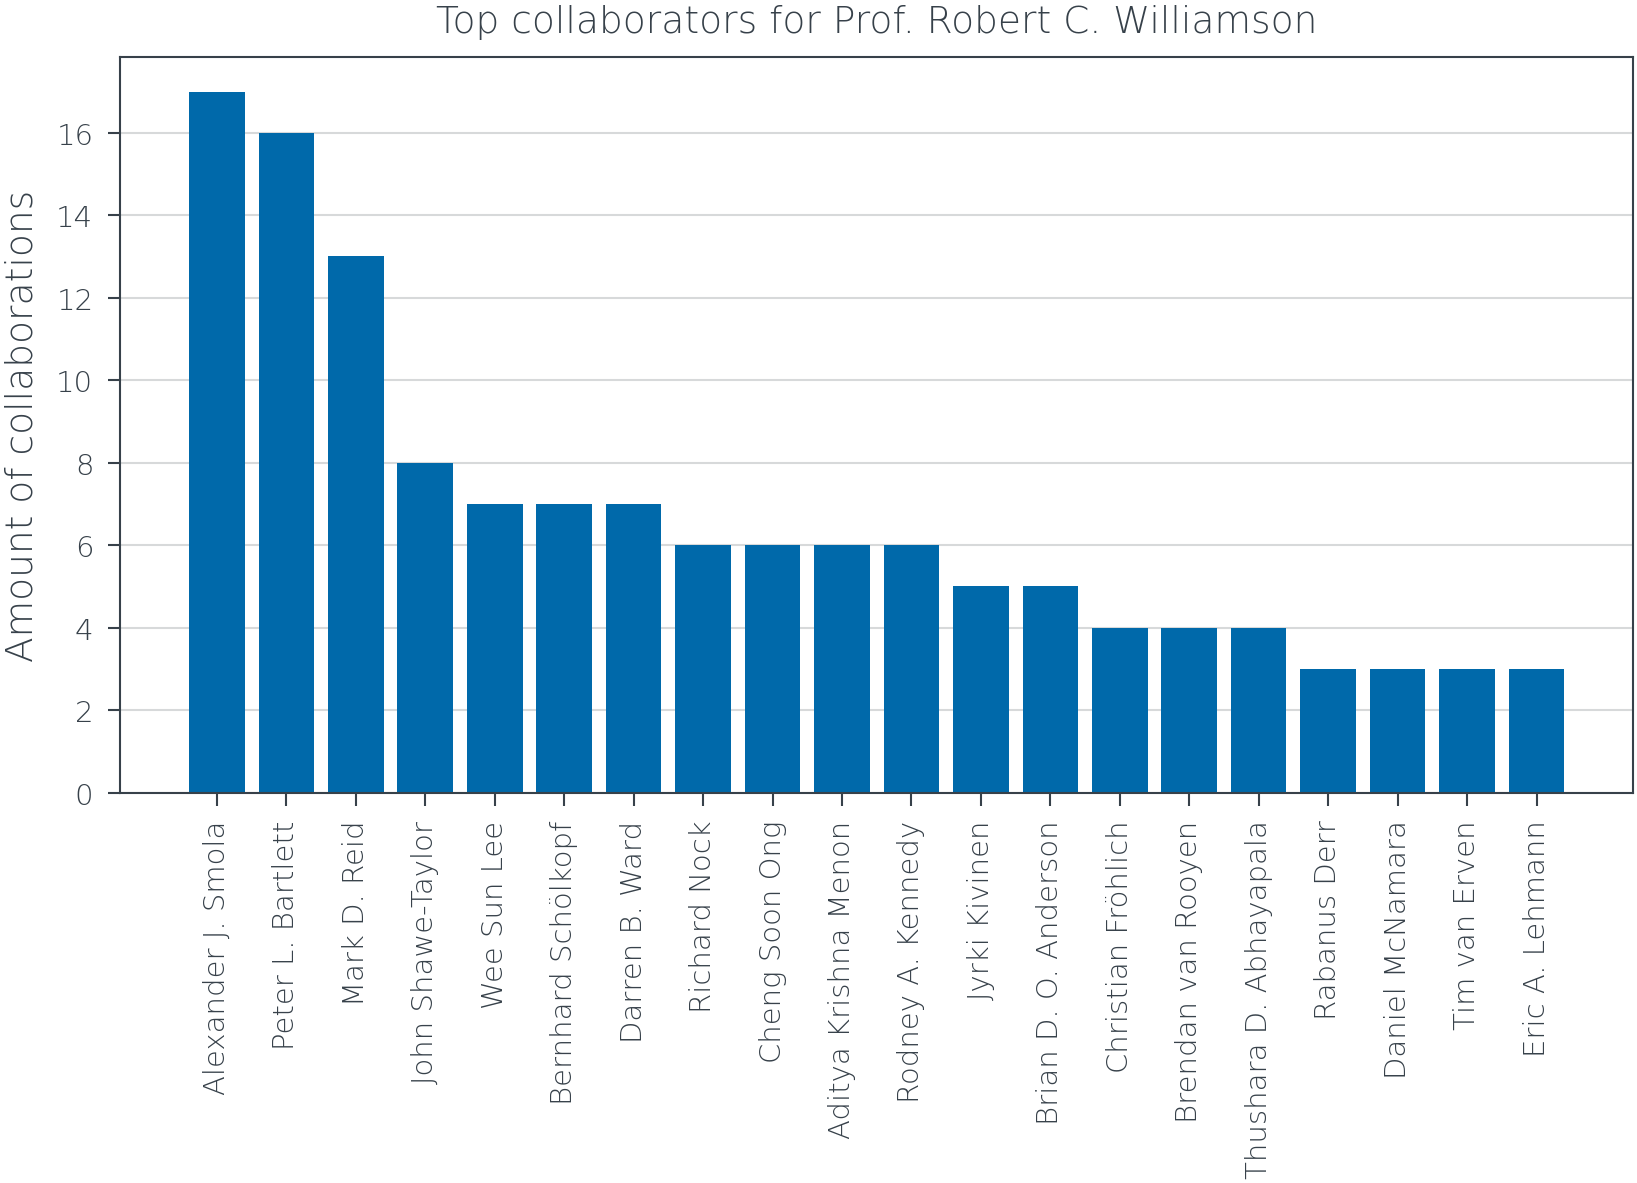 Top collaborators for Prof. Robert C. Williamson
Amount of collaborations
16
14
12
10
8
6
4
2
0
Alexander J. Smola
Peter L. Bartlett
Mark D. Reid
John Shawe-Taylor
Wee Sun Lee
Bernhard Schölkopf
Darren B. Ward
Richard Nock
Cheng Soon Ong
Aditya Krishna Menon
Rodney A. Kennedy
Jyrki Kivinen
Brian D. O. Anderson
Christian Fröhlich
Brendan van Rooyen
Thushara D. Abhayapala
Rabanus Derr
Daniel McNamara
Tim van Erven
Eric A. Lehmann